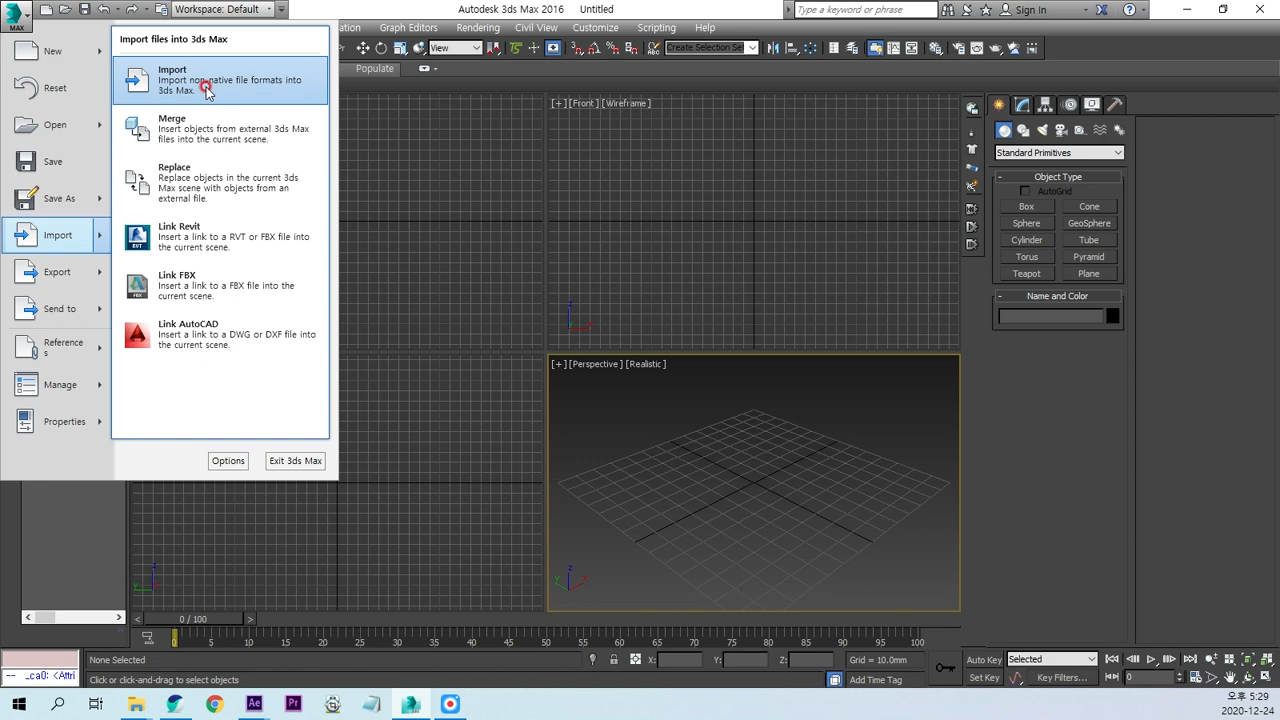 MAX
Workspace: Default
Autodesk 3ds Max 2016
Untitled
Type a keyword or phrase
Sign In
Graph Editors
Rendering
Civil View
Customize
Scripting
Help
View
Create Selection Se
Populate
New
Reset
Open
Save
Save As
Import
Export
Send to
Reference
s
Manage
Properties
Import files into 3ds Max
Import
Import non-native file formats into
3ds Max.
Merge
Insert objects from external 3ds Max
files into the current scene.
Replace
Replace objects in the current 3ds
Max scene with objects from an
external file.
Link Revit
Insert a link to a RVT or FBX file into
the current scene.
Link FBX
Insert a link to a FBX file into the
current scene.
Link AutoCAD
Insert a link to a DWG or DXF file into
the current scene.
Options
Exit 3ds Max
[+][Front][Wireframe]
[+][Perspective][Realistic]
Standard Primitives
- Object Type
AutoGrid
Box
Cone
Sphere
GeoSphere
Cylinder
Tube
Torus
Pyramid
Teapot
Plane
- Name and Color
0 / 100
0 5 10 15 20 25 30 35 40 45 50 55 60 65 70 75 80 85 90 95 100
None Selected
X:
Y:
Z:
Grid = 10.0mm
Auto Key
Selected
-- _ca0: <Attri
Click or click-and-drag to select objects
Add Time Tag
Set Key
Key Filters...
0
오후 5:29
2020-12-24